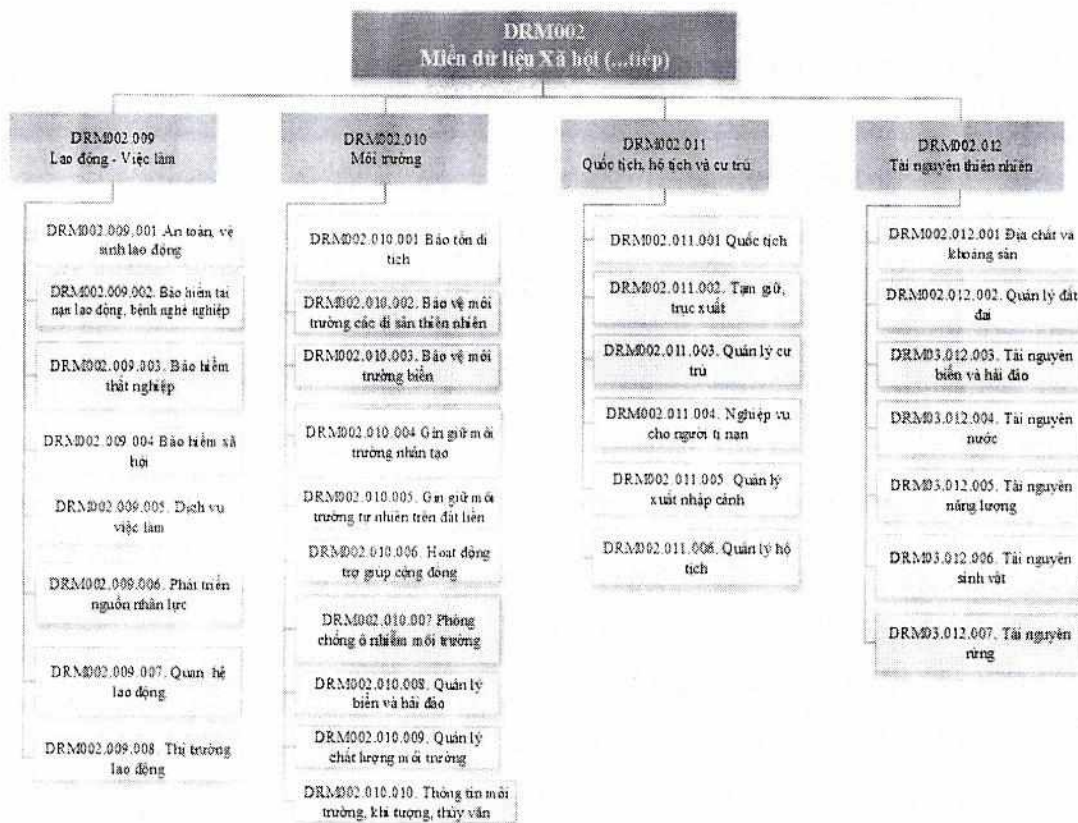 DRM002
Miền dữ liệu Xã hội (...tiếp)
DRM002.009
Lao động - Việc làm
DRM002.009.001 An toàn, vệ
sinh lao động
DRM002.009.002. Bảo hiểm tai
nạn lao động, bệnh nghề nghiệp
DRM002.009.003. Bảo hiểm
thất nghiệp
DRM002.009.004 Bảo hiểm xã
hội
DRM002.009.005. Dịch vụ
việc làm
DRM002.009.006. Phát triển
nguồn nhân lực
DRM002.009.007. Quan hệ
lao động
DRM002.009.008. Thị trường
lao động
DRM002.010
Môi trường
DRM002.010.001 Bảo tồn di
tích
DRM002.010.002. Bảo vệ môi
trường các di sản thiên nhiên
DRM002.010.003. Bảo vệ môi
trường biển
DRM002.010.004 Gìn giữ môi
trường nhân tạo
DRM002.010.005. Gìn giữ môi
trường tự nhiên trên đất liền
DRM002.010.006. Hoạt động
trợ giúp cộng đồng
DRM002.010.007 Phòng
chống ô nhiễm môi trường
DRM002.010.008. Quản lý
biển và hải đảo
DRM002.010.009. Quản lý
chất lượng môi trường
DRM002.010.010. Thông tin môi
trường, khí tượng, thủy văn
DRM002.011
Quốc tịch, hộ tịch và cư trú
DRM002.011.001 Quốc tịch
DRM002.011.002. Tạm giữ,
trục xuất
DRM002.011.003. Quản lý cư
trú
DRM002.011.004. Nghiệp vụ
cho người tị nạn
DRM002.011.005. Quản lý
xuất nhập cảnh
DRM002.011.006. Quản lý hộ
tịch
DRM002.012
Tài nguyên thiên nhiên
DRM002.012.001 Địa chất và
khoáng sản
DRM02.012.002. Quản lý đất
đai
DRM03.012.003. Tài nguyên
biển và hải đảo
DRM03.012.004. Tài nguyên
nước
DRM03.012.005. Tài nguyên
năng lượng
DRM03.012.006. Tài nguyên
sinh vật
DRM03.012.007. Tài nguyên
rừng